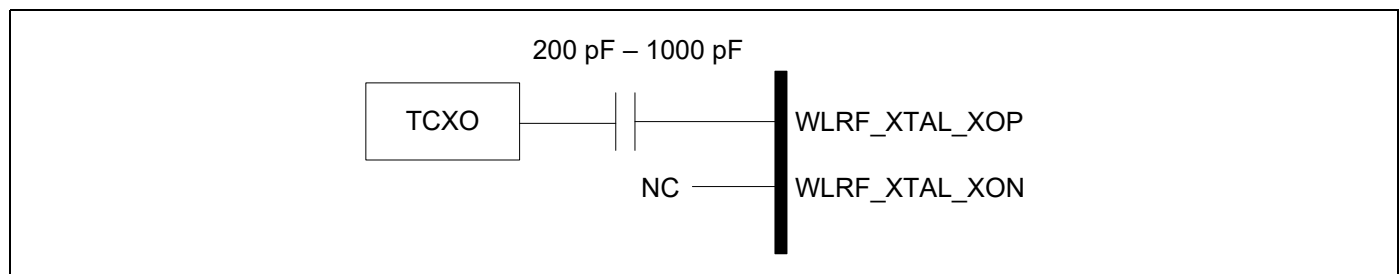 200 pF – 1000 pF
TCXO
WLRF_XTAL_XOP
NC
WLRF_XTAL_XON